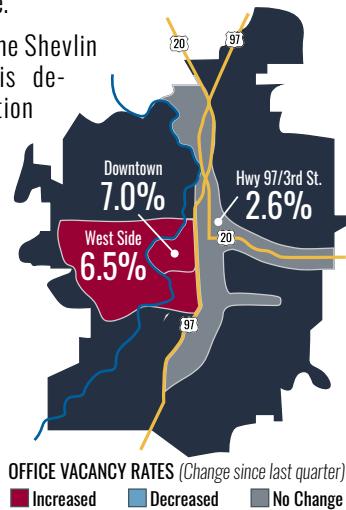 e.
ne Shevlin
is de-
tion
20
97
Downtown
7.0%
Hwy 97/3rd St.
2.6%
West Side
6.5%
20
97
OFFICE VACANCY RATES (Change since last quarter)
Increased Decreased No Change